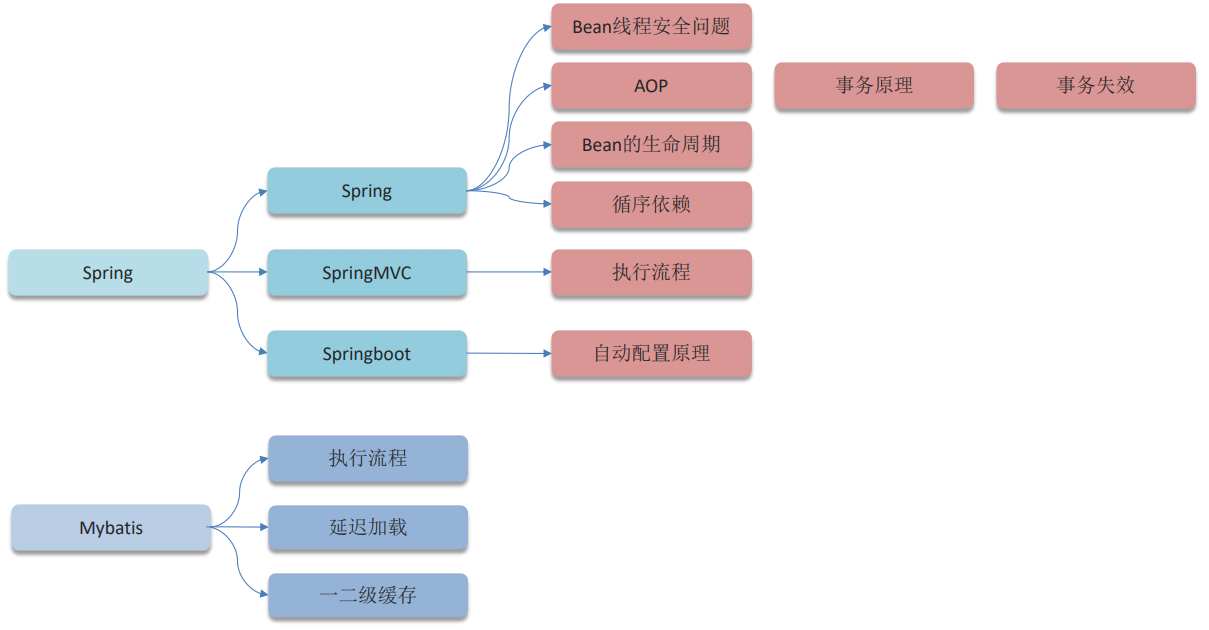 Bean线程安全问题
AOP
事务原理
事务失效
Bean的生命周期
Spring
循序依赖
Spring
SpringMVC
执行流程
Springboot
自动配置原理
执行流程
Mybatis
延迟加载
一二级缓存